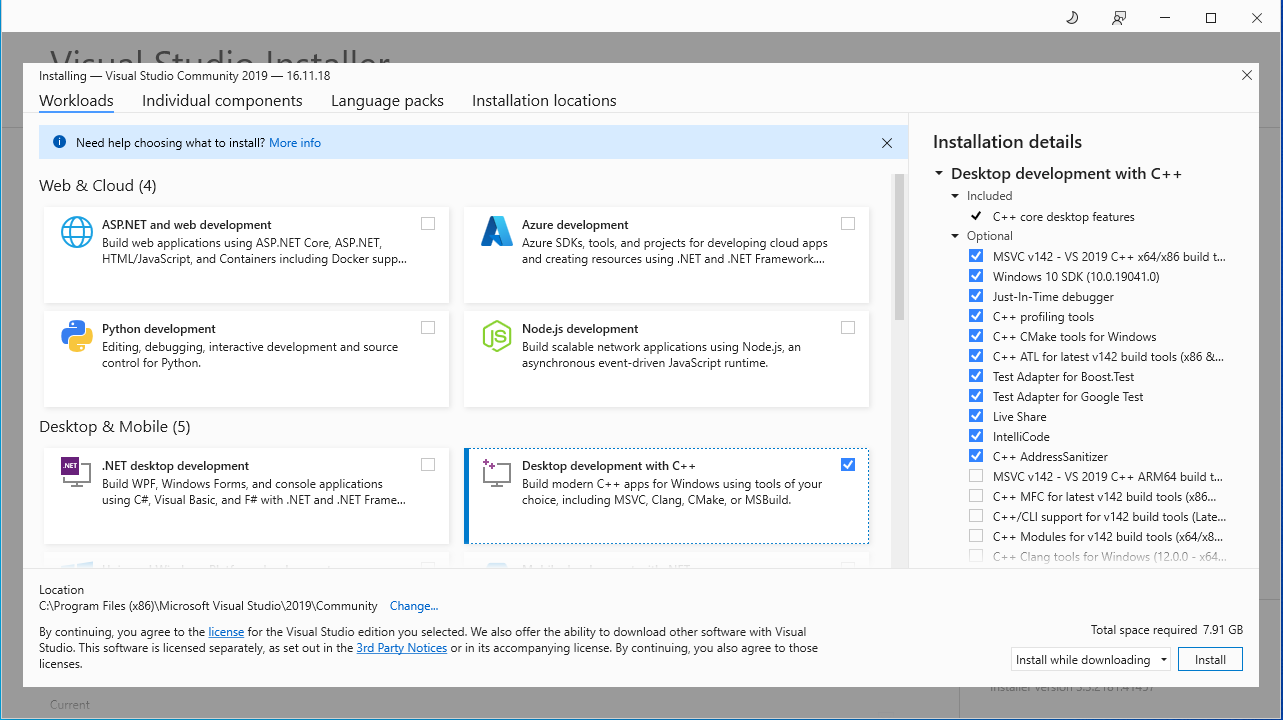 Visual Studio Installer
Installing — Visual Studio Community 2019 — 16.11.18
Workloads
Individual components
Language packs
Installation locations
Need help choosing what to install? More info
Web & Cloud (4)
ASP.NET and web development
Build web applications using ASP.NET Core, ASP.NET,
HTML/JavaScript, and Containers including Docker supp...
Azure development
Azure SDKs, tools, and projects for developing cloud apps
and creating resources using .NET and .NET Framework....
Python development
Editing, debugging, interactive development and source
control for Python.
Node.js development
Build scalable network applications using Node.js, an
asynchronous event-driven JavaScript runtime.
Desktop & Mobile (5)
.NET
.NET desktop development
Build WPF, Windows Forms, and console applications
using C#, Visual Basic, and F# with .NET and .NET Frame...
Desktop development with C++
Build modern C++ apps for Windows using tools of your
choice, including MSVC, Clang, CMake, or MSBuild.
Installation details
Desktop development with C++
Included
C++ core desktop features
Optional
MSVC v142 - VS 2019 C++ x64/x86 build t...
Windows 10 SDK (10.0.19041.0)
Just-In-Time debugger
C++ profiling tools
C++ CMake tools for Windows
C++ ATL for latest v142 build tools (x86 &...
Test Adapter for Boost.Test
Test Adapter for Google Test
Live Share
IntelliCode
C++ AddressSanitizer
MSVC v142 - VS 2019 C++ ARM64 build t...
C++ MFC for latest v142 build tools (x86...
C++/CLI support for v142 build tools (Late...
C++ Modules for v142 build tools (x64/x8...
C++ Clang tools for Windows (12.0.0 - x64...
Location
C:\Program Files (x86)\Microsoft Visual Studio\2019\Community Change...
By continuing, you agree to the license for the Visual Studio edition you selected. We also offer the ability to download other software with Visual
Studio. This software is licensed separately, as set out in the 3rd Party Notices or in its accompanying license. By continuing, you also agree to those
licenses.
Total space required 7.91 GB
Install while downloading
Install
Current